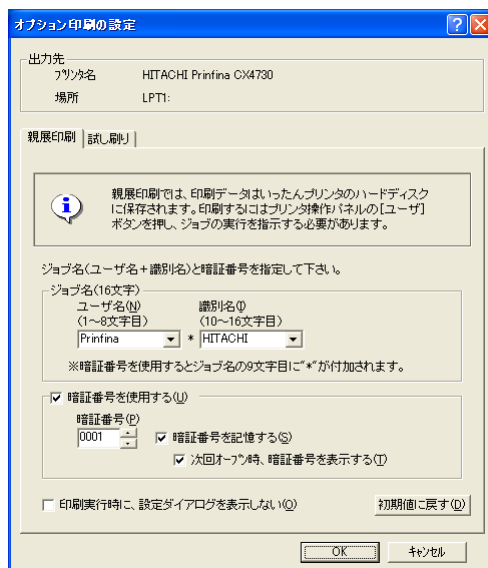 オプション印刷の設定
出力先
プリンタ名 HITACHI Prinfina CX4730
場所 LPT1:
親展印刷 試し刷り
親展印刷では、印刷データはいったんプリンタのハードディスク
に保存されます。印刷するにはプリンタ操作パネルの[ユーザ]
ボタンを押し、ジョブの実行を指示する必要があります。
ジョブ名(ユーザ名+識別名)と暗証番号を指定して下さい。
ジョブ名(16文字)
ユーザ名(N) 識別名(I)
(1～8文字目) (10～16文字目)
Prinfina * HITACHI
※暗証番号を使用するとジョブ名の9文字目に"*"が付加されます。
暗証番号を使用する(U)
暗証番号(P)
0001 暗証番号を記憶する(S)
次回オープン時、暗証番号を表示する(T)
印刷実行時に、設定ダイアログを表示しない(O) 初期値に戻す(D)
OK キャンセル